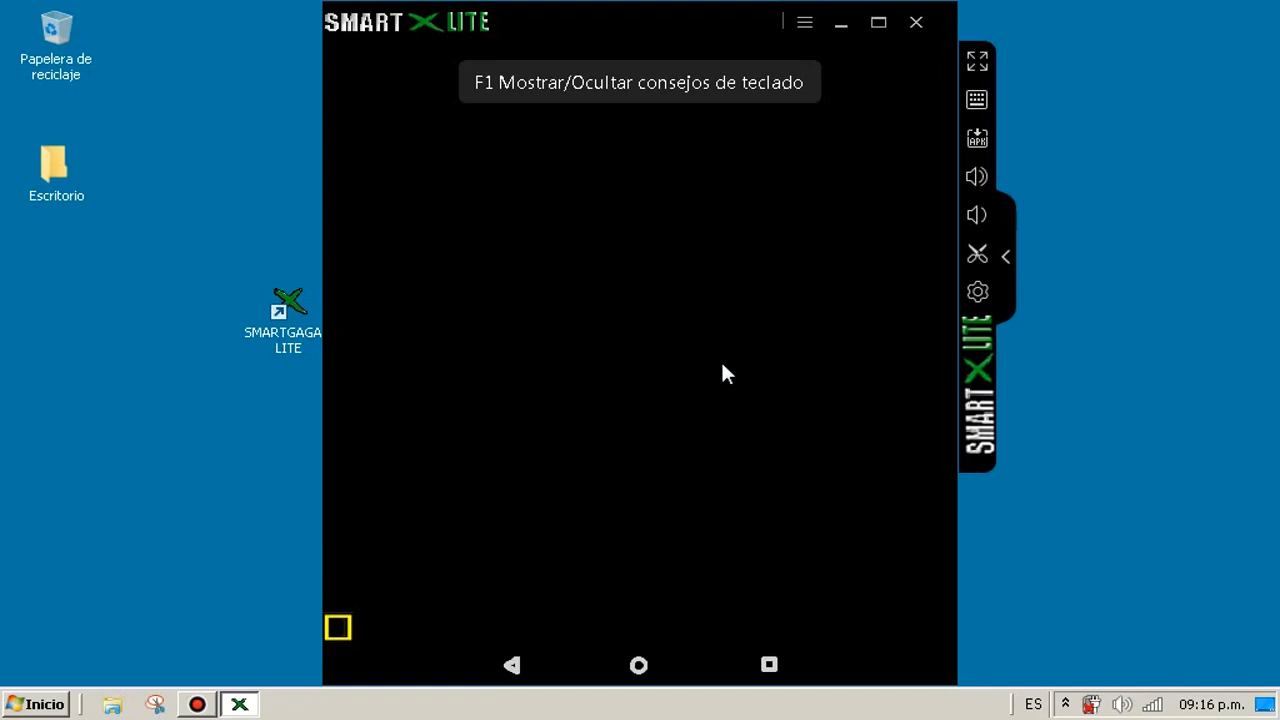 SMART X LITE
F1 Mostrar/Ocultar consejos de teclado
Papelera de
reciclaje
Escritorio
SMARTGAGA
LITE
APK
SMART X LITE
Inicio
ES
09:16 p.m.